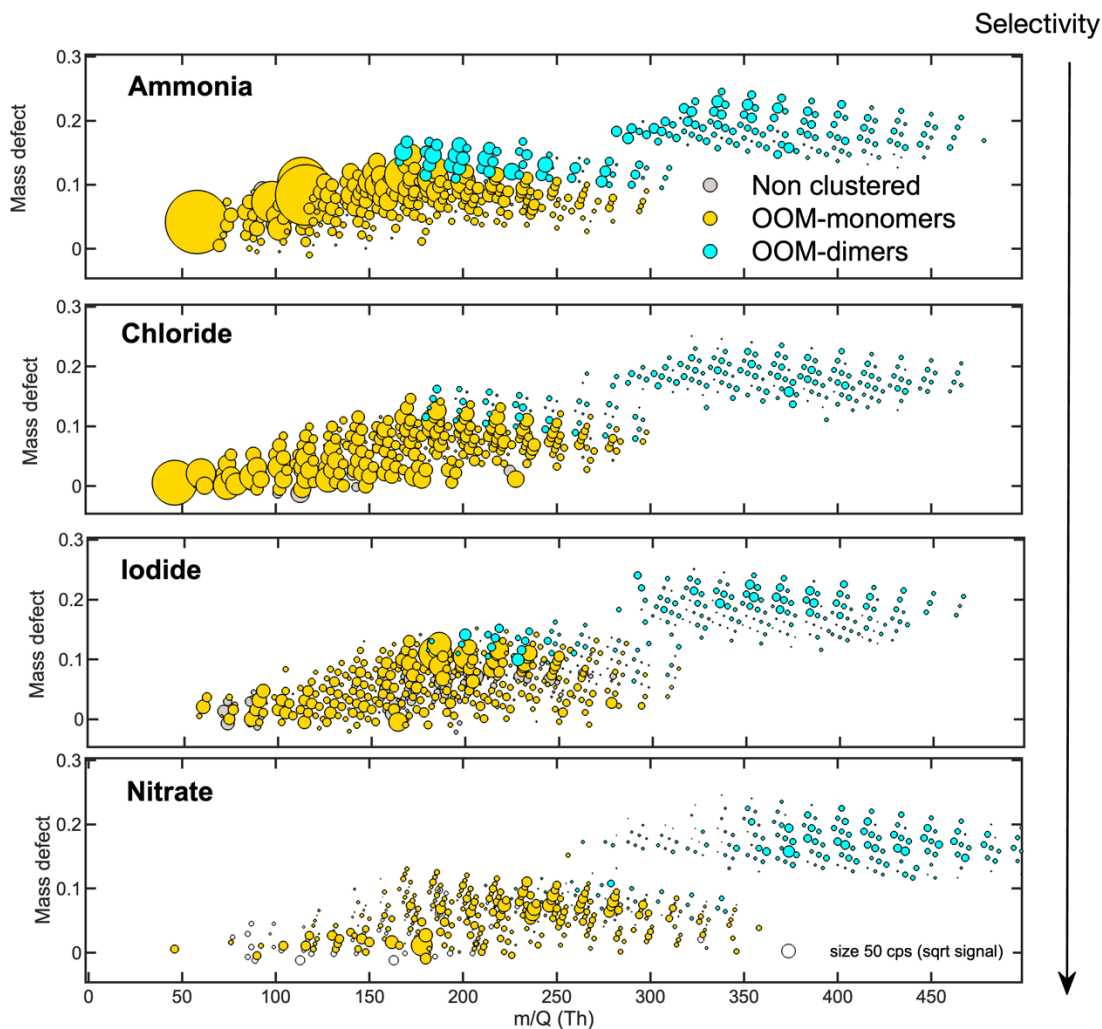 Selectivity
0.3
Ammonia
0.2
Mass defect
0.1
0
Non clustered
OOM-monomers
OOM-dimers
0.3
Chloride
0.2
Mass defect
0.1
0
0.3
Iodide
0.2
Mass defect
0.1
0
0.3
Nitrate
0.2
Mass defect
0.1
0
size 50 cps (sqrt signal)
0 50 100 150 200 250 300 350 400 450
m/Q (Th)